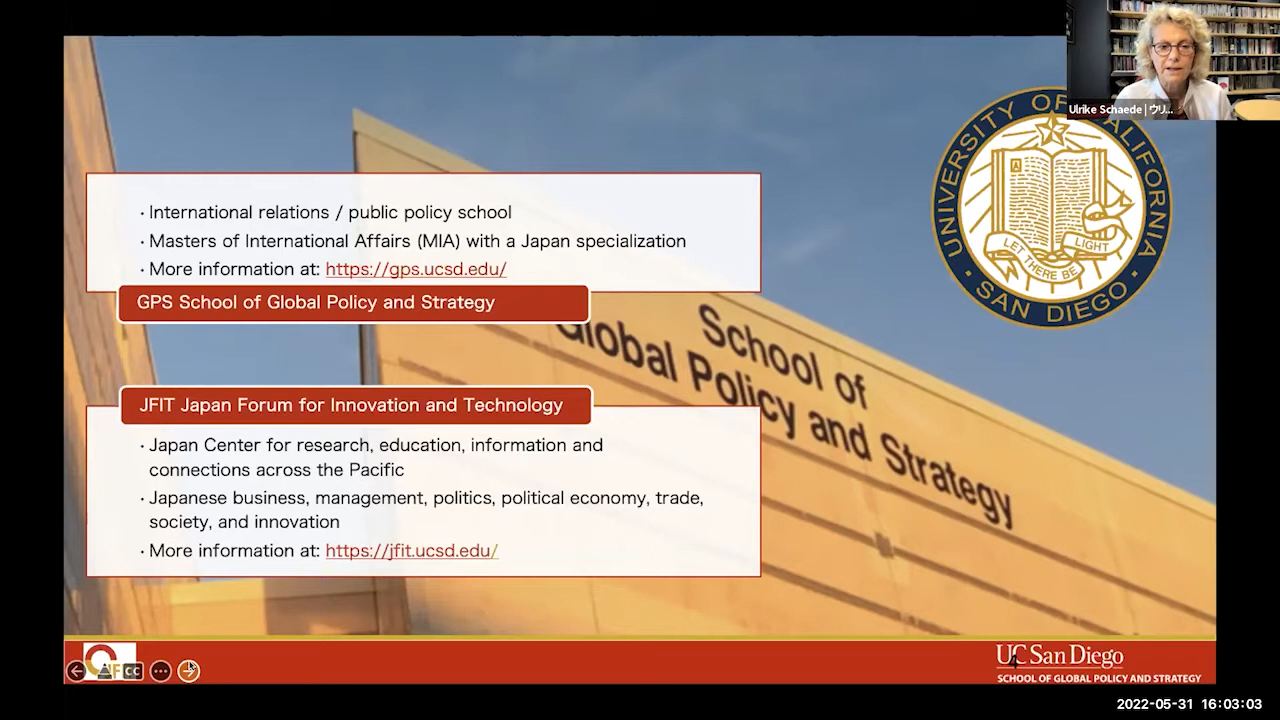 Ulrike Schaede | ウリ...
UNIVERSITY OF CALIFORNIA
SAN DIEGO
A
LET THERE BE
LIGHT
· International relations / public policy school
· Masters of International Affairs (MIA) with a Japan specialization
· More information at: https://gps.ucsd.edu/
GPS School of Global Policy and Strategy
School of
Global Policy and Strategy
JFIT Japan Forum for Innovation and Technology
· Japan Center for research, education, information and
connections across the Pacific
· Japanese business, management, politics, political economy, trade,
society, and innovation
· More information at: https://jfit.ucsd.edu/
CC
UC San Diego
SCHOOL OF GLOBAL POLICY AND STRATEGY
2022-05-31 16:03:03